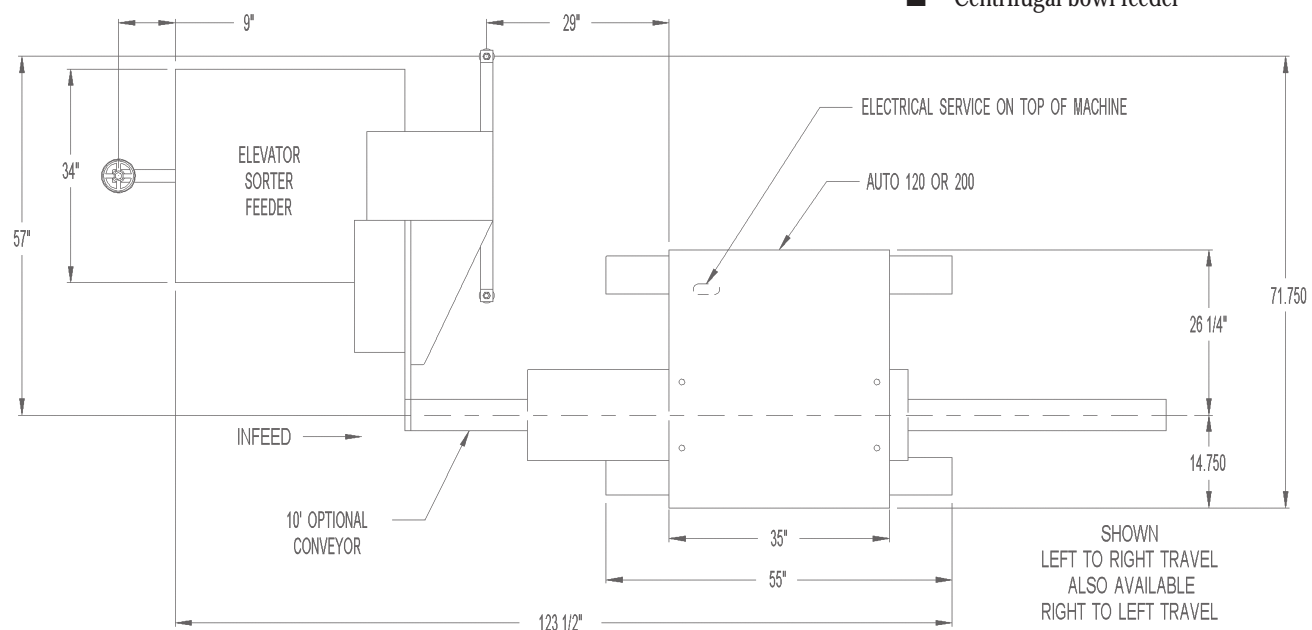 ■ Centrifugal bowl feeder
9"
29"
ELECTRICAL SERVICE ON TOP OF MACHINE
ELEVATOR
SORTER
FEEDER
34"
AUTO 120 OR 200
57"
71.750
26 1/4"
INFEED
14.750
10' OPTIONAL
CONVEYOR
35"
55"
SHOWN
LEFT TO RIGHT TRAVEL
ALSO AVAILABLE
RIGHT TO LEFT TRAVEL
123 1/2"